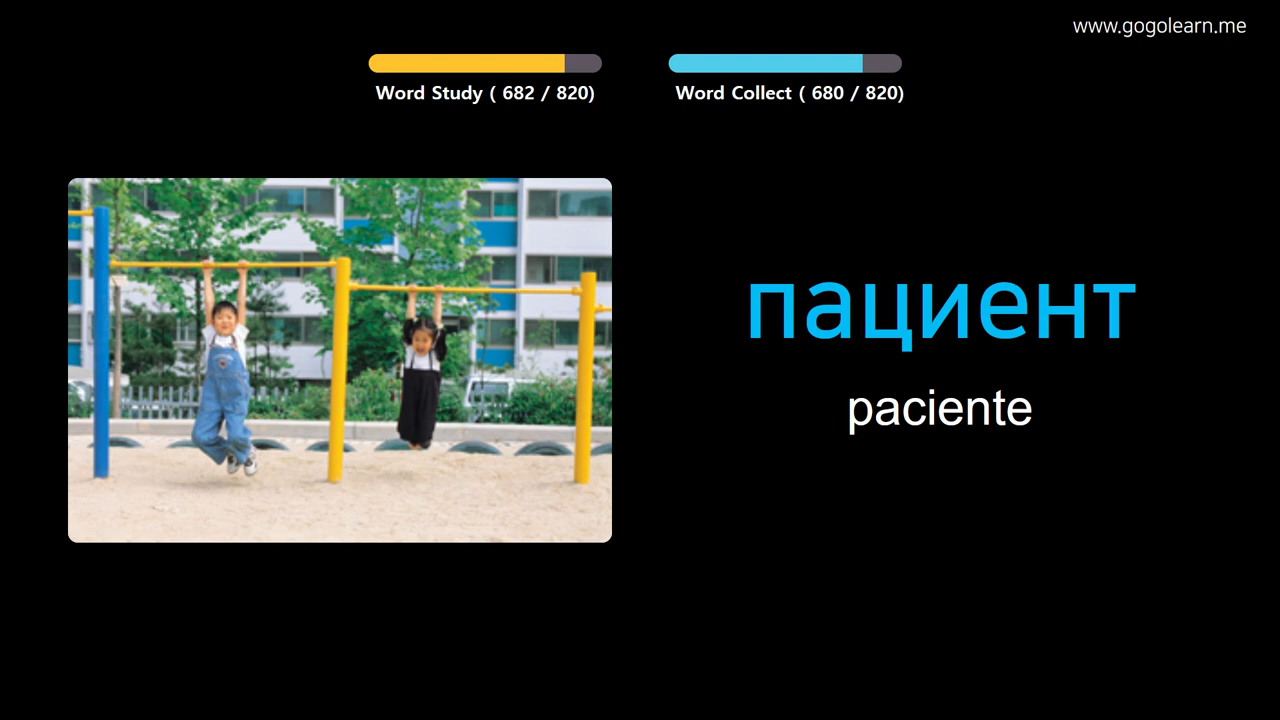 www.gogolearn.me
Word Study ( 682 / 820)
Word Collect ( 680 / 820)
пациент
paciente